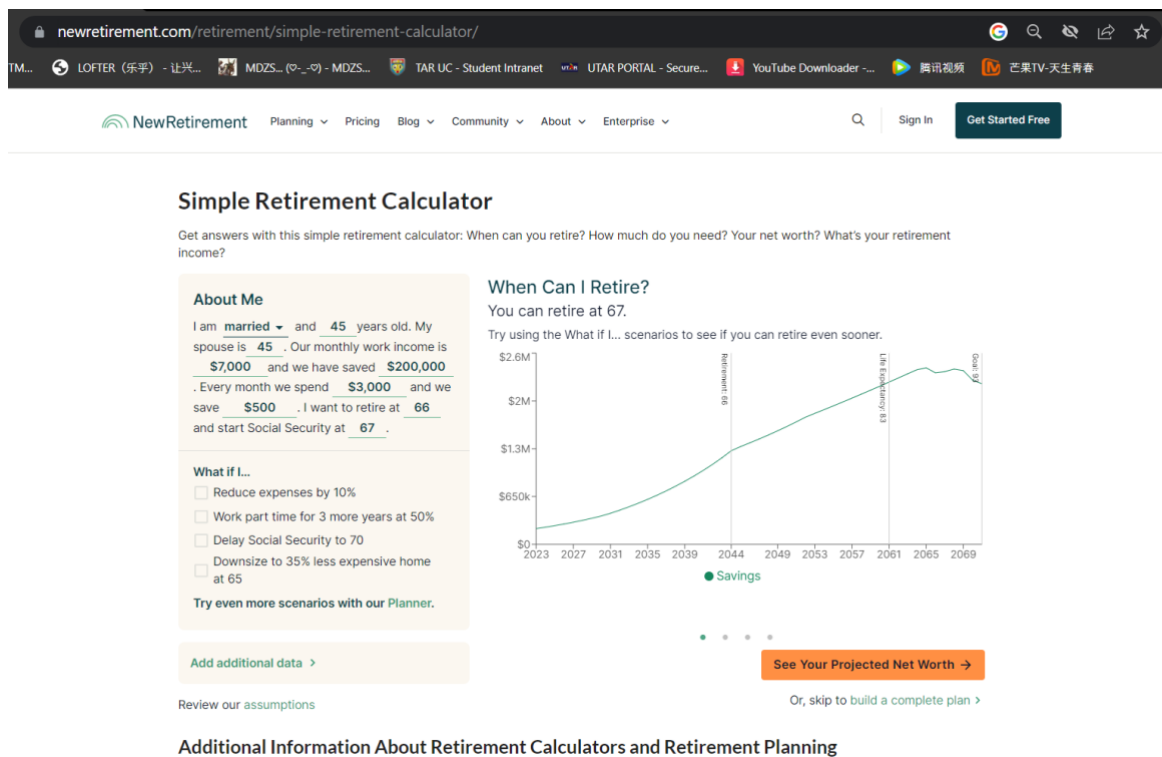 newretirement.com/retirement/simple-retirement-calculator/
TM... LOFTER（乐乎）- 让兴... MDZS... (♡-_-♡) - MDZS... TAR UC - Student Intranet UTAR PORTAL - Secure... YouTube Downloader -... 腾讯视频 芒果TV-天生青春
NewRetirement Planning Pricing Blog Community About Enterprise Sign In Get Started Free
Simple Retirement Calculator
Get answers with this simple retirement calculator: When can you retire? How much do you need? Your net worth? What's your retirement
income?
About Me
I am married and 45 years old. My
spouse is 45 . Our monthly work income is
$7,000 and we have saved $200,000
. Every month we spend $3,000 and we
save $500 . I want to retire at 66
and start Social Security at 67 .
What if I...
Reduce expenses by 10%
Work part time for 3 more years at 50%
Delay Social Security to 70
Downsize to 35% less expensive home
at 65
Try even more scenarios with our Planner.
Add additional data >
Review our assumptions
When Can I Retire?
You can retire at 67.
Try using the What if I... scenarios to see if you can retire even sooner.
$2.6M
$2M
$1.3M
$650k
$0
Retirement: 66
Life Expectancy: 83
Goal: 93
2023 2027 2031 2035 2039 2044 2049 2053 2057 2061 2065 2069
Savings
See Your Projected Net Worth →
Or, skip to build a complete plan >
Additional Information About Retirement Calculators and Retirement Planning